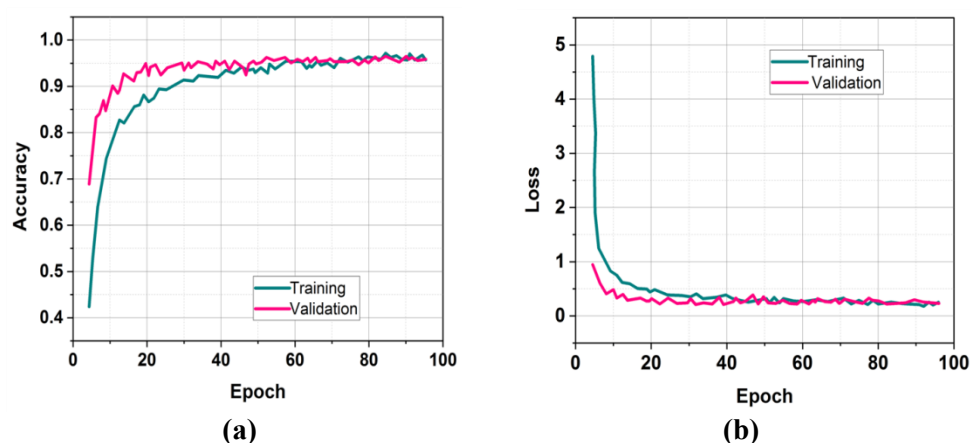 1.0
0.9
0.8
0.7
0.6
0.5
0.4
Accuracy
Training
Validation
0 20 40 60 80 100
Epoch
(a)
5
4
3
2
1
0
Loss
Training
Validation
0 20 40 60 80 100
Epoch
(b)